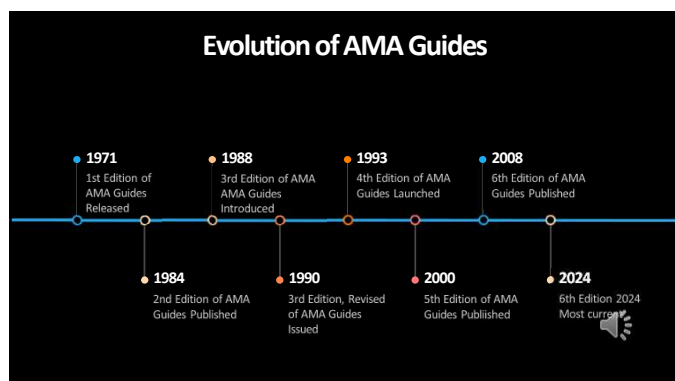 Evolution of AMA Guides
1971
1st Edition of
AMA Guides
Released
1988
3rd Edition of AMA
AMA Guides
Introduced
1993
4th Edition of AMA
Guides Launched
2008
6th Edition of AMA
Guides Published
1984
2nd Edition of AMA
Guides Published
1990
3rd Edition, Revised
of AMA Guides
Issued
2000
5th Edition of AMA
Guides Publiished
2024
6th Edition 2024
Most current